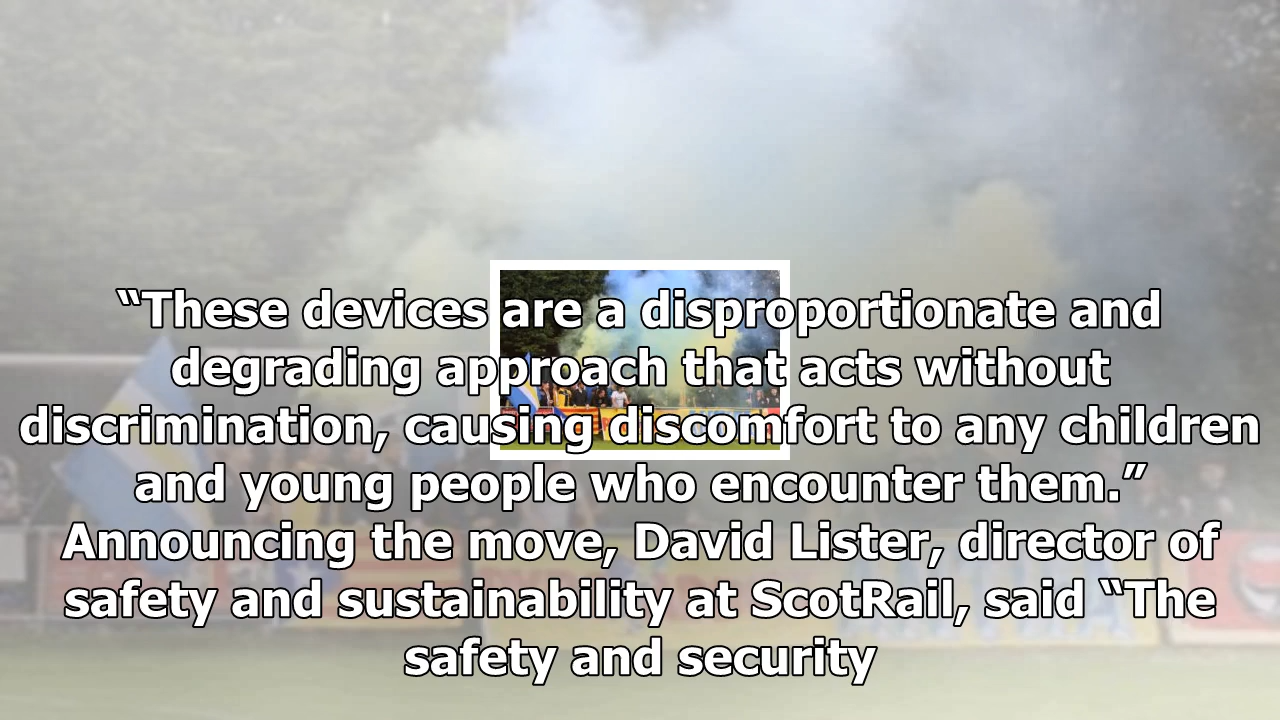 “These devices are a disproportionate and
degrading approach that acts without
discrimination, causing discomfort to any children
and young people who encounter them.”
Announcing the move, David Lister, director of
safety and sustainability at ScotRail, said “The
safety and security